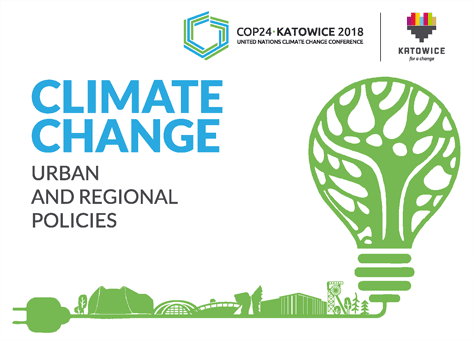 COP24·KATOWICE 2018
UNITED NATIONS CLIMATE CHANGE CONFERENCE
KATOWICE
for a change
CLIMATE
CHANGE
URBAN
AND REGIONAL
POLICIES